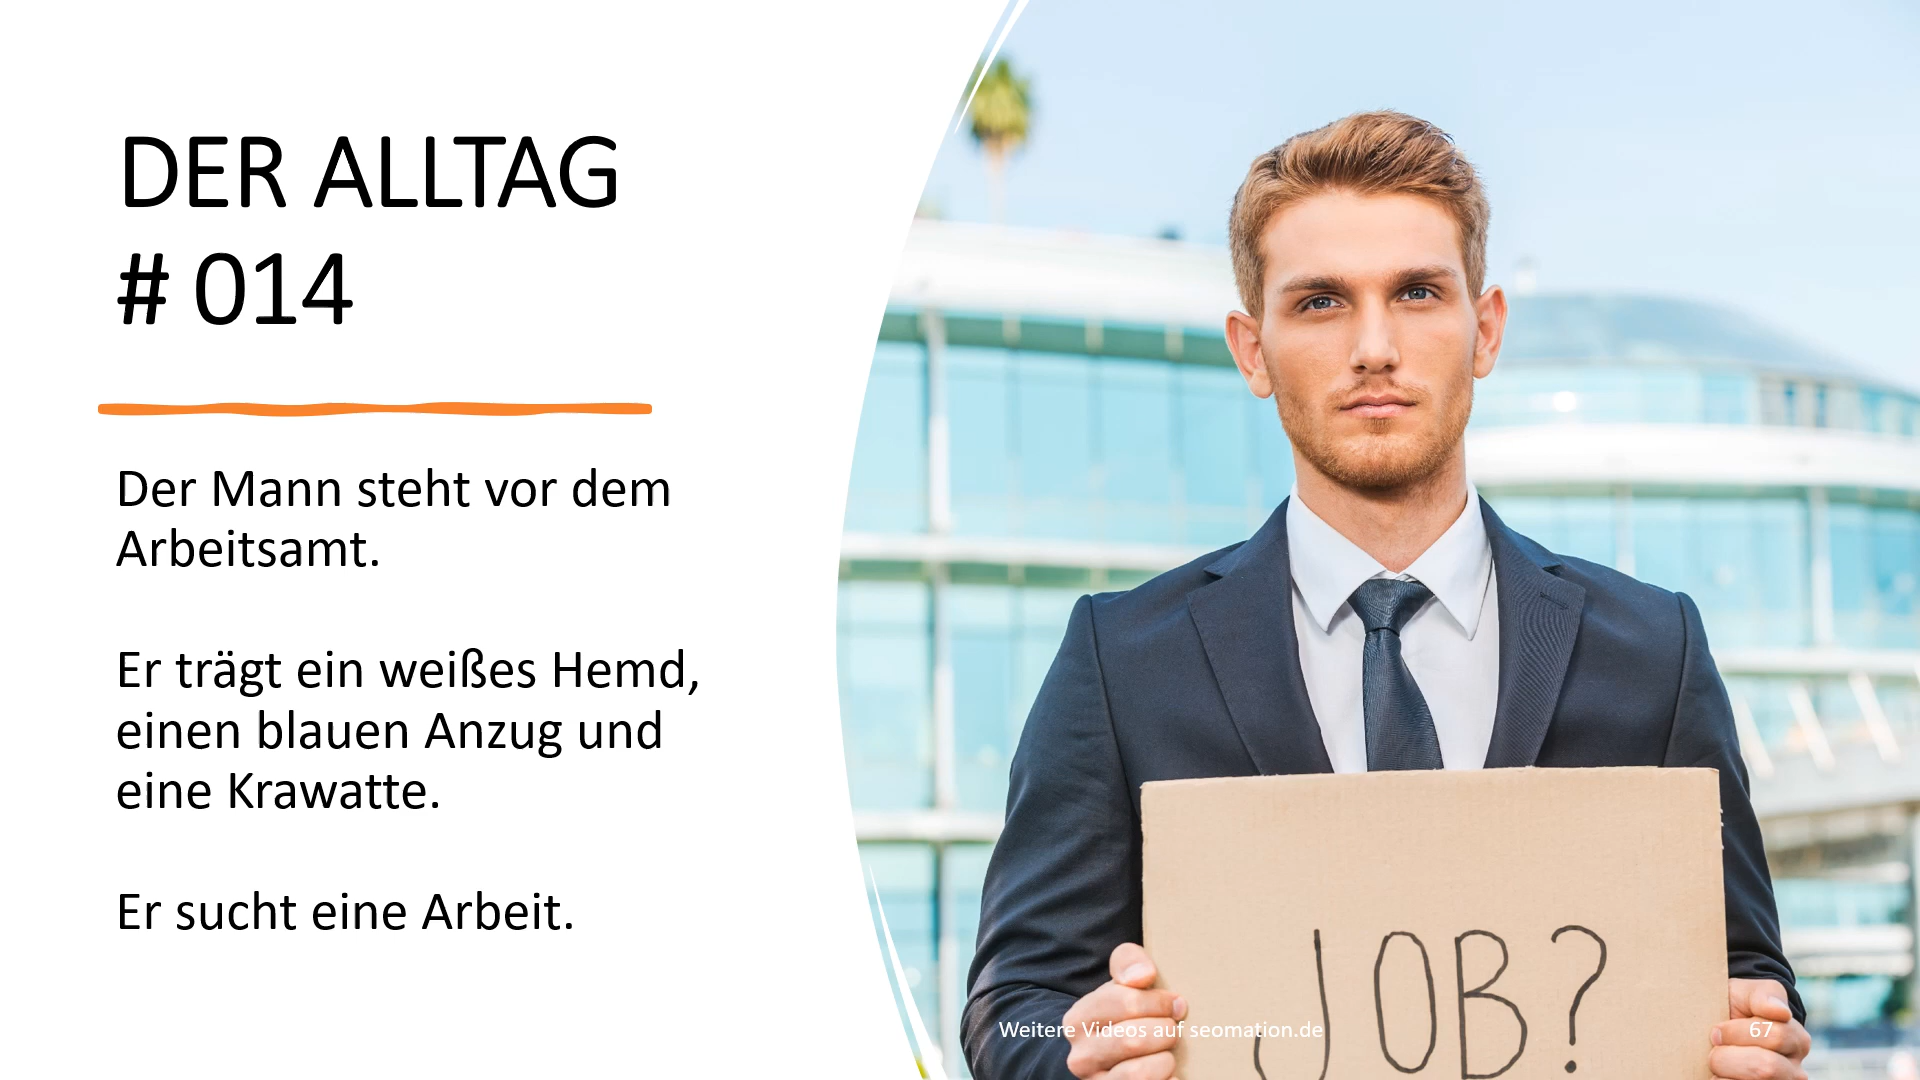 DER ALLTAG
# 014
Der Mann steht vor dem
Arbeitsamt.
Er trägt ein weißes Hemd,
einen blauen Anzug und
eine Krawatte.
Er sucht eine Arbeit.
JOB?
Weitere Videos auf seomation.de
67